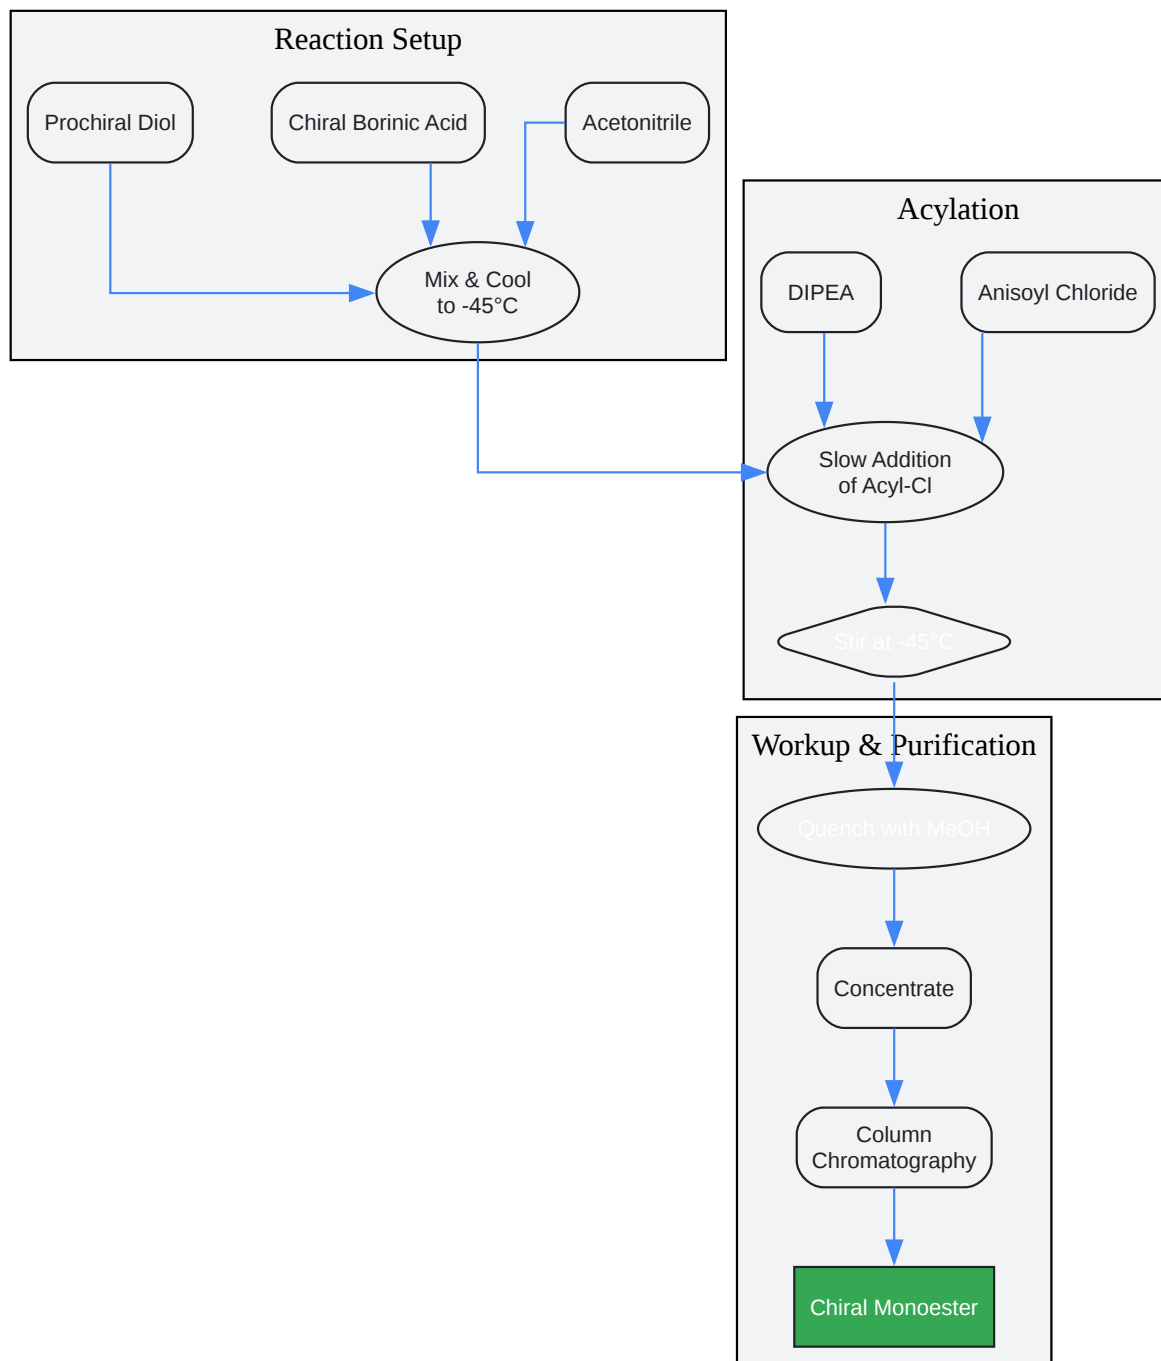 Reaction Setup
Prochiral Diol
Chiral Borinic Acid
Acetonitrile
Mix & Cool
to -45°C
Acylation
DIPEA
Anisoyl Chloride
Slow Addition
of Acyl-Cl
Stir at -45°C
Workup & Purification
Quench with MeOH
Concentrate
Column
Chromatography
Chiral Monoester